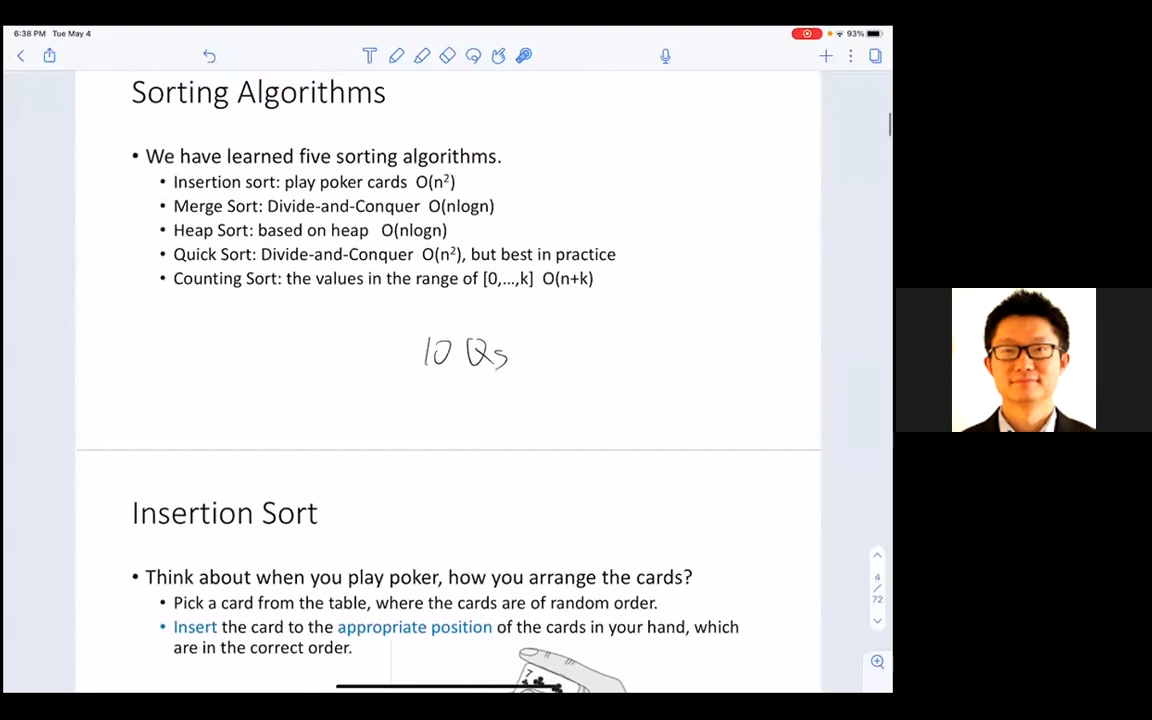 6:38 PM Tue May 4
93%
Sorting Algorithms
• We have learned five sorting algorithms.
• Insertion sort: play poker cards O(n²)
• Merge Sort: Divide-and-Conquer O(nlogn)
• Heap Sort: based on heap O(nlogn)
• Quick Sort: Divide-and-Conquer O(n²), but best in practice
• Counting Sort: the values in the range of [0,...,k] O(n+k)
10 Qs
Insertion Sort
• Think about when you play poker, how you arrange the cards?
• Pick a card from the table, where the cards are of random order.
• Insert the card to the appropriate position of the cards in your hand, which
are in the correct order.
4
/
72
7